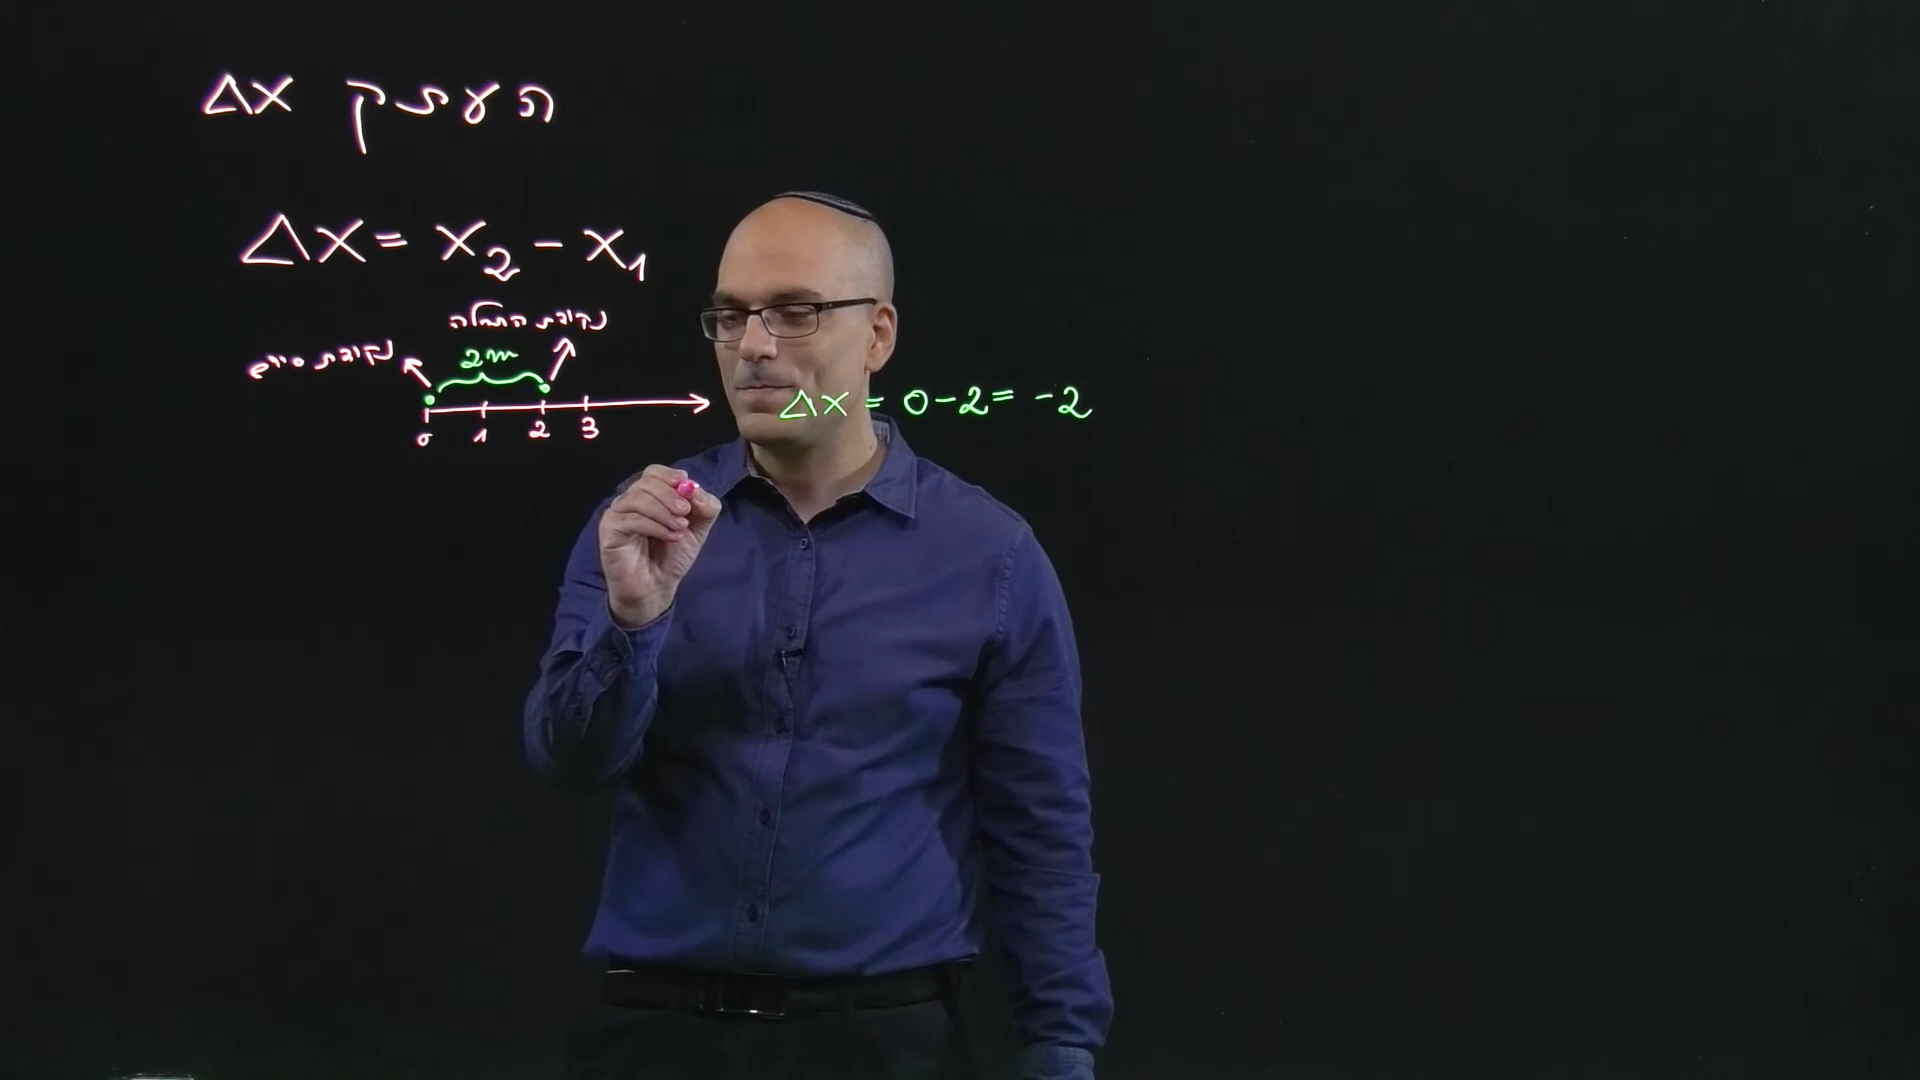 העתק Δx
Δx = x₂ - x₁
נקודת התחלה
נקודת סיום
2m
Δx = 0-2 = -2
0 1 2 3